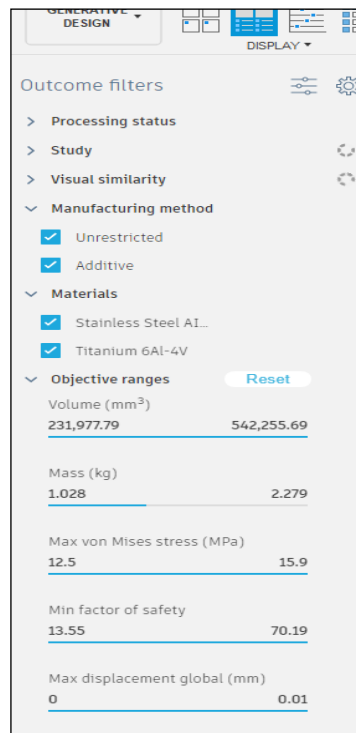 GENERATIVE
DESIGN
DISPLAY
Outcome filters
Processing status
Study
Visual similarity
Manufacturing method
Unrestricted
Additive
Materials
Stainless Steel AI...
Titanium 6Al-4V
Objective ranges Reset
Volume (mm³)
231,977.79 542,255.69
Mass (kg)
1.028 2.279
Max von Mises stress (MPa)
12.5 15.9
Min factor of safety
13.55 70.19
Max displacement global (mm)
0 0.01